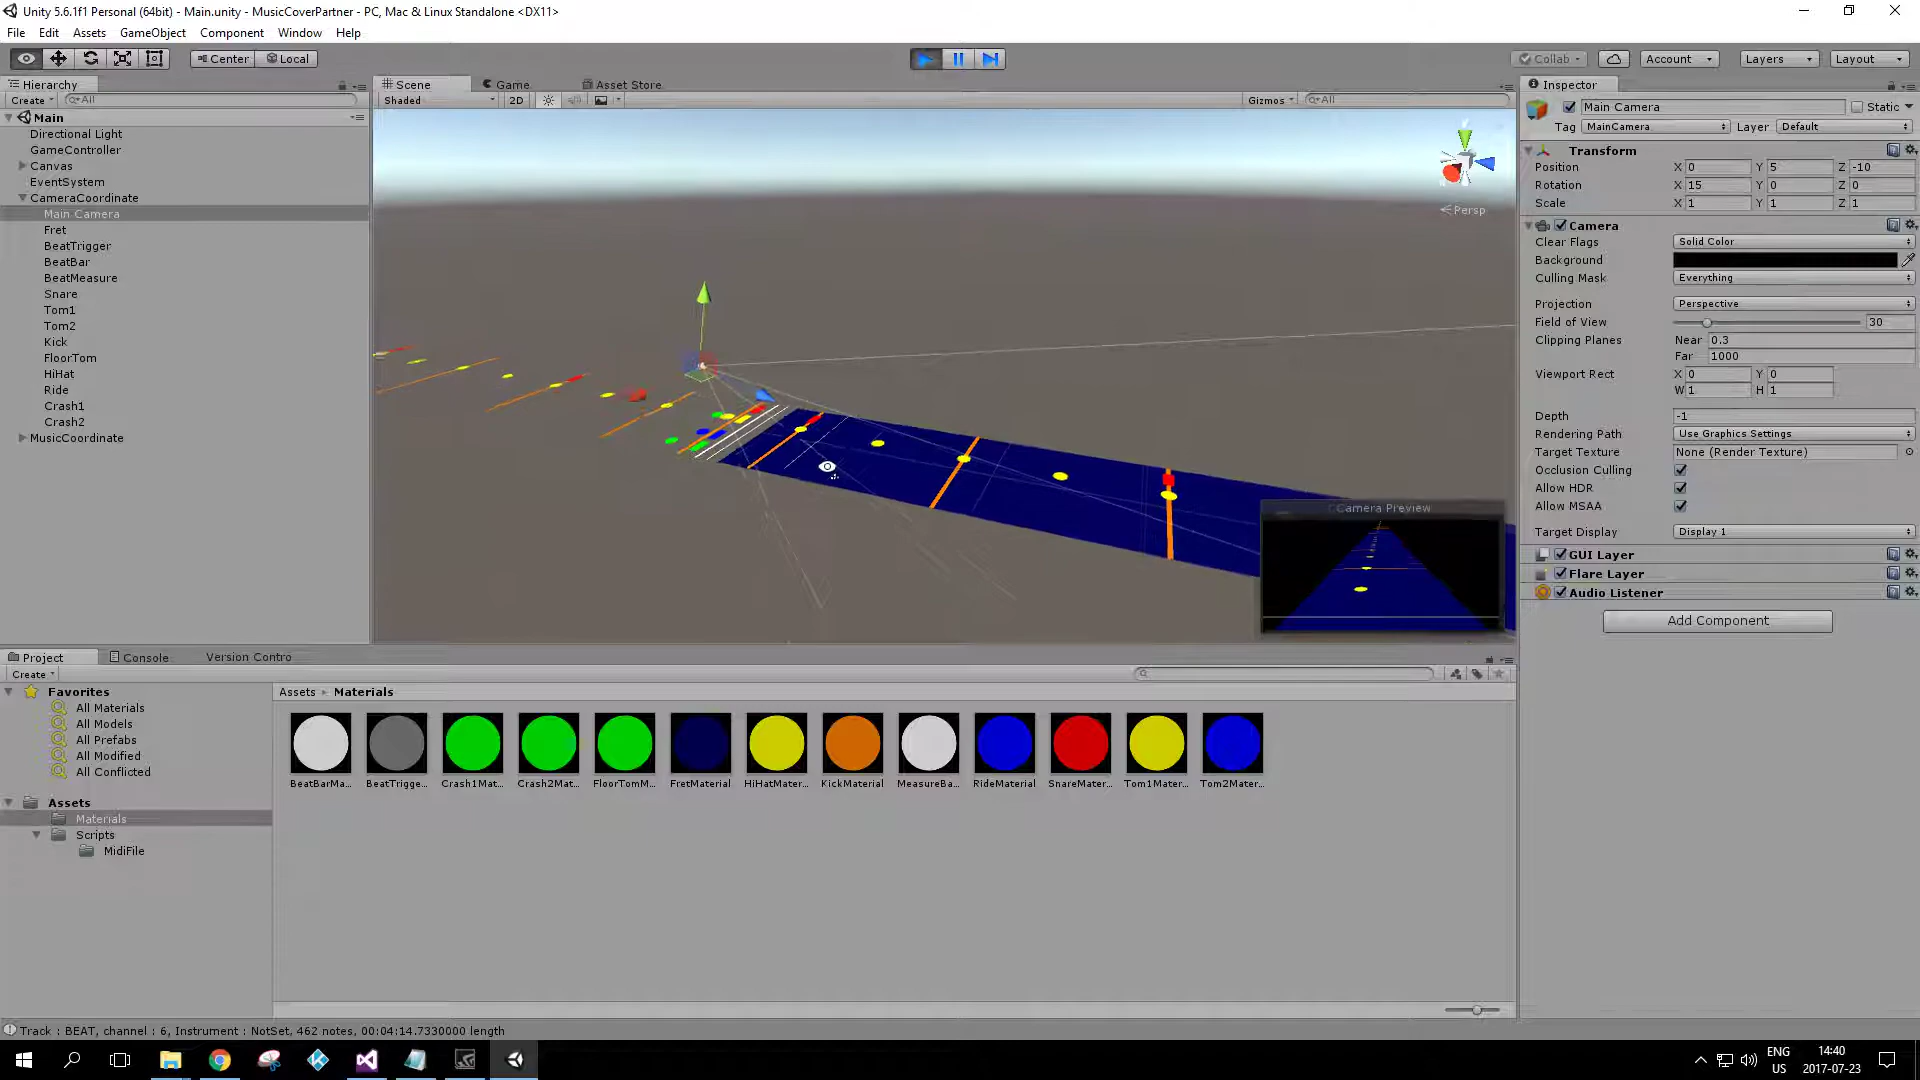 Unity 5.6.1f1 Personal (64bit) - Main.unity - MusicCoverPartner - PC, Mac & Linux Standalone <DX11>
File Edit Assets GameObject Component Window Help
Center Local Collab Account Layers Layout
Hierarchy
Create All
Main
Directional Light
GameController
Canvas
EventSystem
CameraCoordinate
Main Camera
Fret
BeatTrigger
BeatBar
BeatMeasure
Snare
Tom1
Tom2
Kick
FloorTom
HiHat
Ride
Crash1
Crash2
MusicCoordinate
Scene Game Asset Store
Shaded 2D Gizmos All
Persp
Camera Preview
Inspector
Main Camera Static
Tag MainCamera Layer Default
Transform
Position X 0 Y 5 Z -10
Rotation X 15 Y 0 Z 0
Scale X 1 Y 1 Z 1
Camera
Clear Flags Solid Color
Background
Culling Mask Everything
Projection Perspective
Field of View 30
Clipping Planes Near 0.3
Far 1000
Viewport Rect X 0 Y 0
W 1 H 1
Depth -1
Rendering Path Use Graphics Settings
Target Texture None (Render Texture)
Occlusion Culling
Allow HDR
Allow MSAA
Target Display Display 1
GUI Layer
Flare Layer
Audio Listener
Add Component
Project Console Version Contro
Create
Favorites
All Materials
All Models
All Prefabs
All Modified
All Conflicted
Assets
Materials
Scripts
MidiFile
Assets Materials
BeatBarMa... BeatTrigge... Crash1Mat... Crash2Mat... FloorTomM... FretMaterial HiHatMater... KickMaterial MeasureBa... RideMaterial SnareMater... Tom1Mater... Tom2Mater...
Track : BEAT, channel : 6, Instrument : NotSet, 462 notes, 00:04:14.7330000 length
ENG
US
14:40
2017-07-23